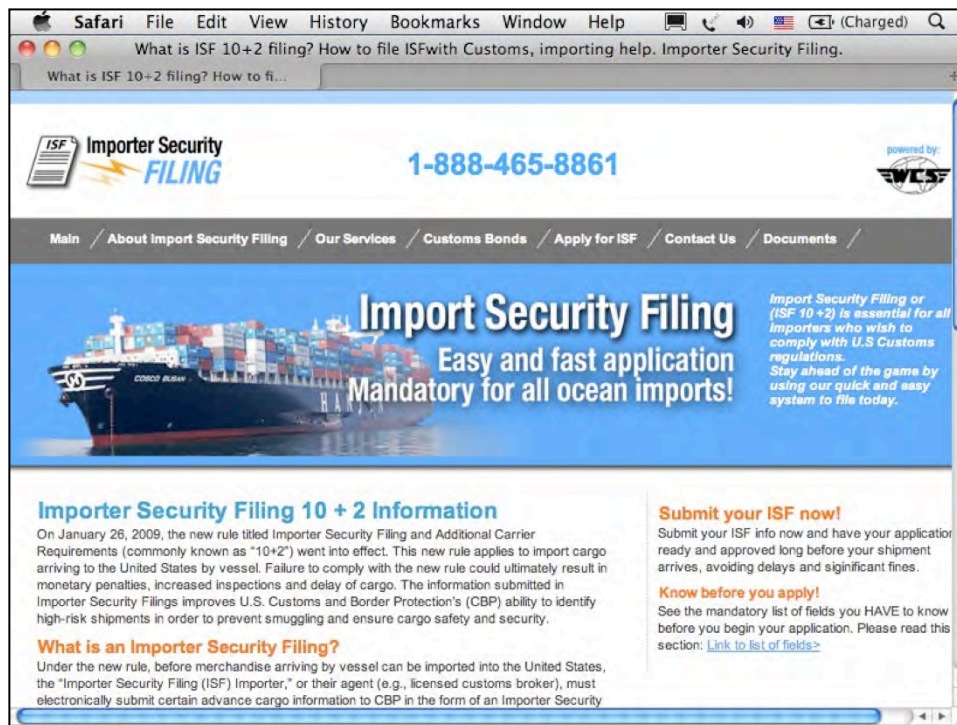 Safari File Edit View History Bookmarks Window Help (Charged)
What is ISF 10+2 filing? How to file ISFwith Customs, importing help. Importer Security Filing.
What is ISF 10+2 filing? How to fi...
ISF Importer Security
FILING
1-888-465-8861
powered by:
WCS
Main / About Import Security Filing / Our Services / Customs Bonds / Apply for ISF / Contact Us / Documents /
Import Security Filing
Easy and fast application
Mandatory for all ocean imports!
Import Security Filing or
(ISF 10 +2) is essential for all
importers who wish to
comply with U.S Customs
regulations.
Stay ahead of the game by
using our quick and easy
system to file today.
COSCO BUSAN
HANJIN
Importer Security Filing 10 + 2 Information
On January 26, 2009, the new rule titled Importer Security Filing and Additional Carrier
Requirements (commonly known as “10+2”) went into effect. This new rule applies to import cargo
arriving to the United States by vessel. Failure to comply with the new rule could ultimately result in
monetary penalties, increased inspections and delay of cargo. The information submitted in
Importer Security Filings improves U.S. Customs and Border Protection's (CBP) ability to identify
high-risk shipments in order to prevent smuggling and ensure cargo safety and security.
What is an Importer Security Filing?
Under the new rule, before merchandise arriving by vessel can be imported into the United States,
the “Importer Security Filing (ISF) Importer,” or their agent (e.g., licensed customs broker), must
electronically submit certain advance cargo information to CBP in the form of an Importer Security
Submit your ISF now!
Submit your ISF info now and have your application
ready and approved long before your shipment
arrives, avoiding delays and siginificant fines.
Know before you apply!
See the mandatory list of fields you HAVE to know
before you begin your application. Please read this
section: Link to list of fields>